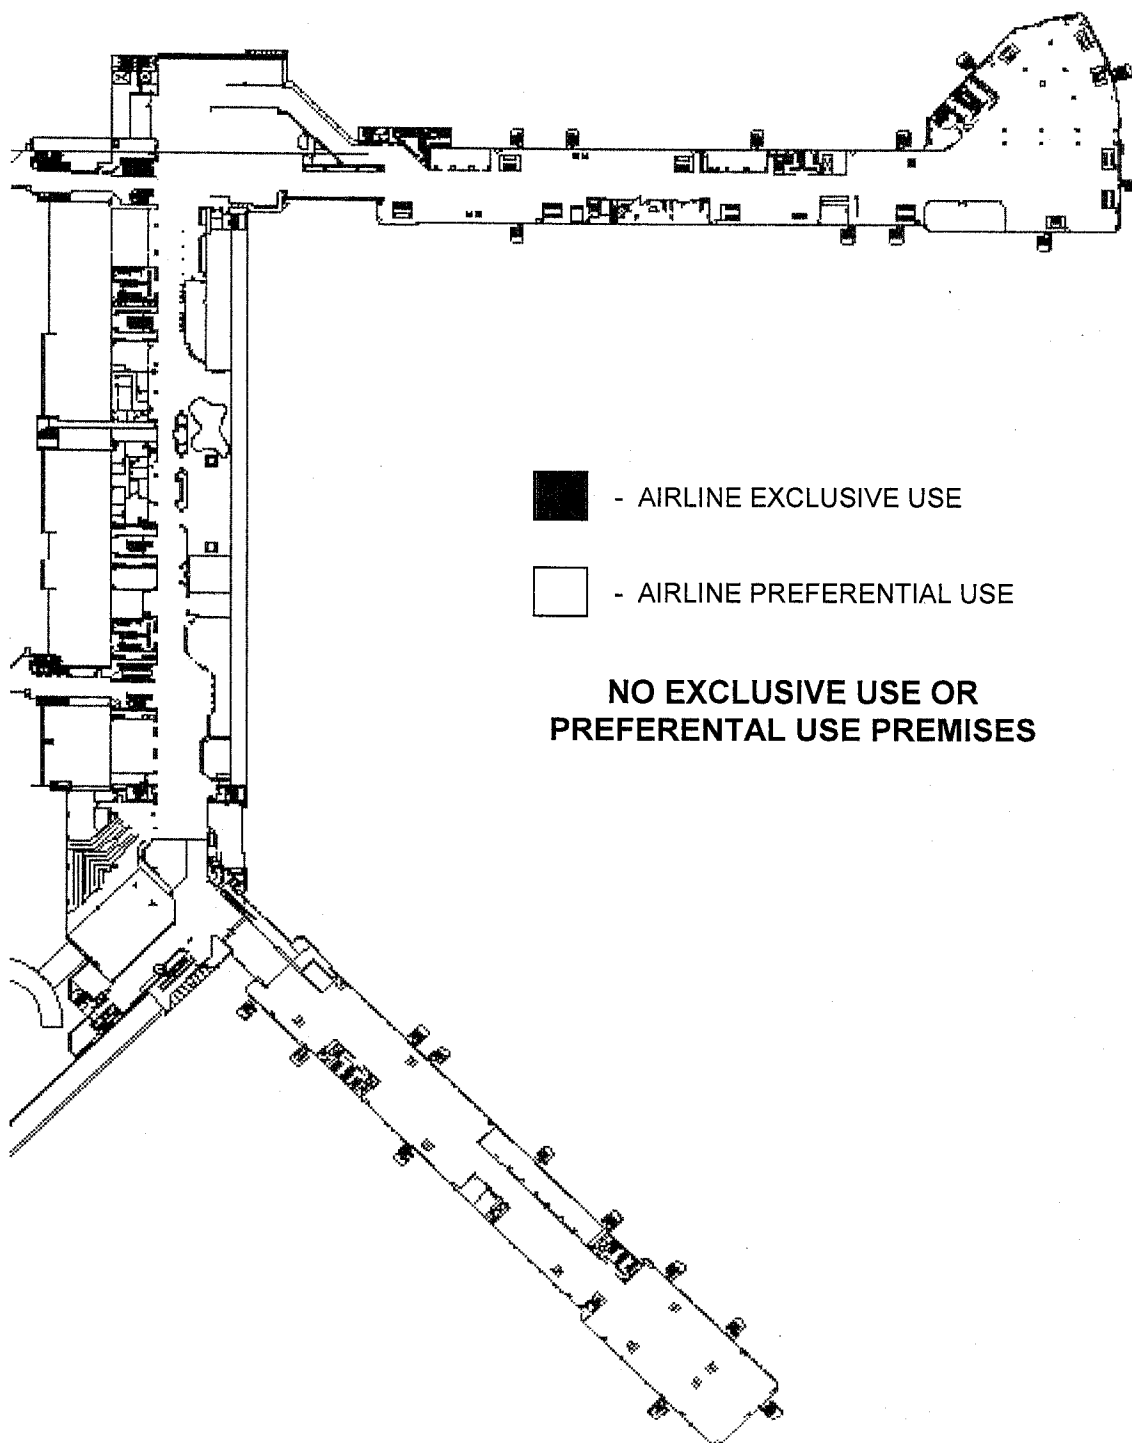 - AIRLINE EXCLUSIVE USE
- AIRLINE PREFERENTIAL USE
NO EXCLUSIVE USE OR
PREFERENTAL USE PREMISES